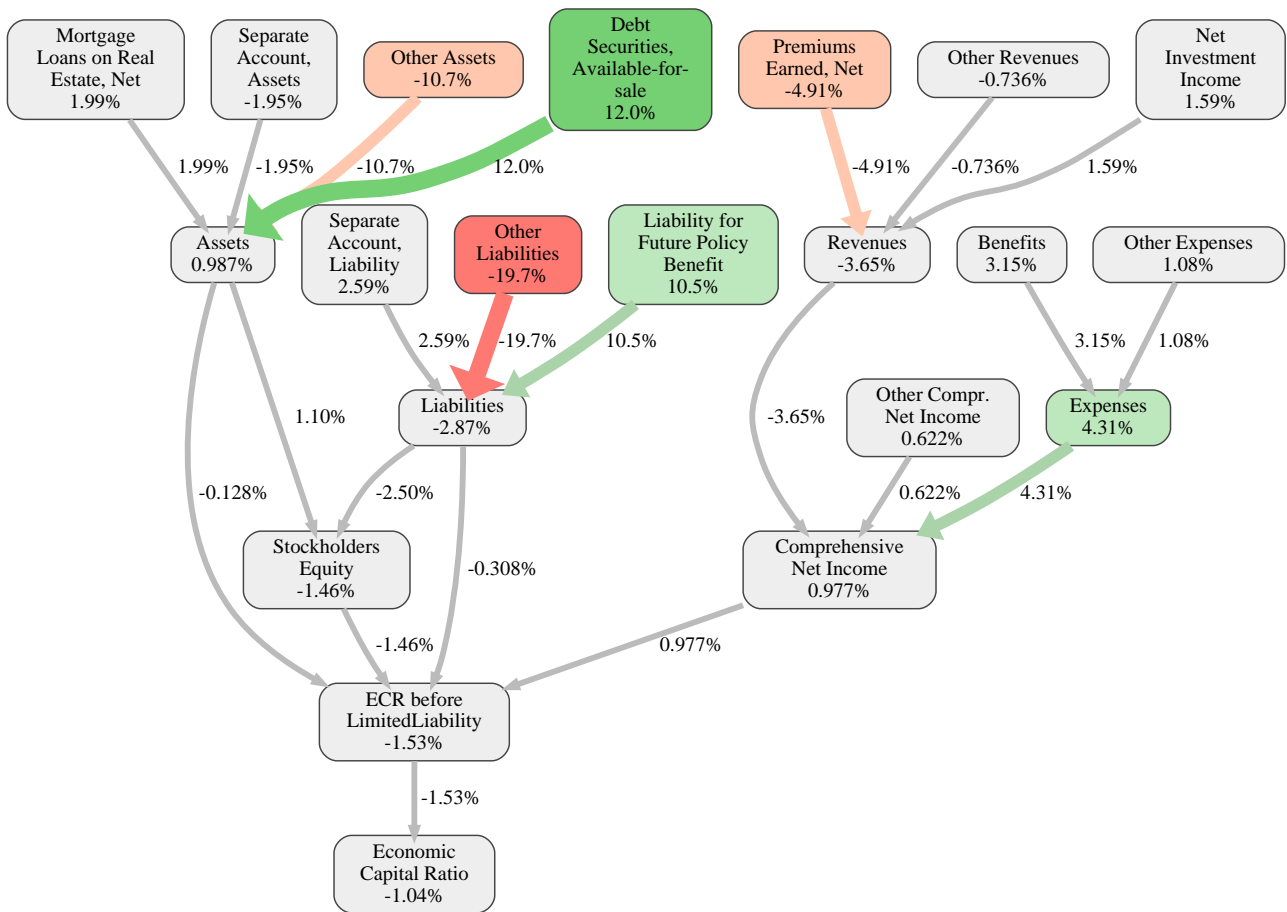 Mortgage
Loans on Real
Estate, Net
1.99%
Separate
Account,
Assets
-1.95%
Other Assets
-10.7%
Debt
Securities,
Available-for-
sale
12.0%
Premiums
Earned, Net
-4.91%
Other Revenues
-0.736%
Net
Investment
Income
1.59%
1.99%
-1.95%
-10.7%
12.0%
-4.91%
-0.736%
1.59%
Assets
0.987%
Separate
Account,
Liability
2.59%
Other
Liabilities
-19.7%
Liability for
Future Policy
Benefit
10.5%
Revenues
-3.65%
Benefits
3.15%
Other Expenses
1.08%
2.59%
-19.7%
10.5%
3.15%
1.08%
1.10%
Liabilities
-2.87%
-3.65%
Other Compr.
Net Income
0.622%
Expenses
4.31%
-0.128%
-2.50%
0.622%
4.31%
Stockholders
Equity
-1.46%
-0.308%
Comprehensive
Net Income
0.977%
-1.46%
0.977%
ECR before
LimitedLiability
-1.53%
-1.53%
Economic
Capital Ratio
-1.04%